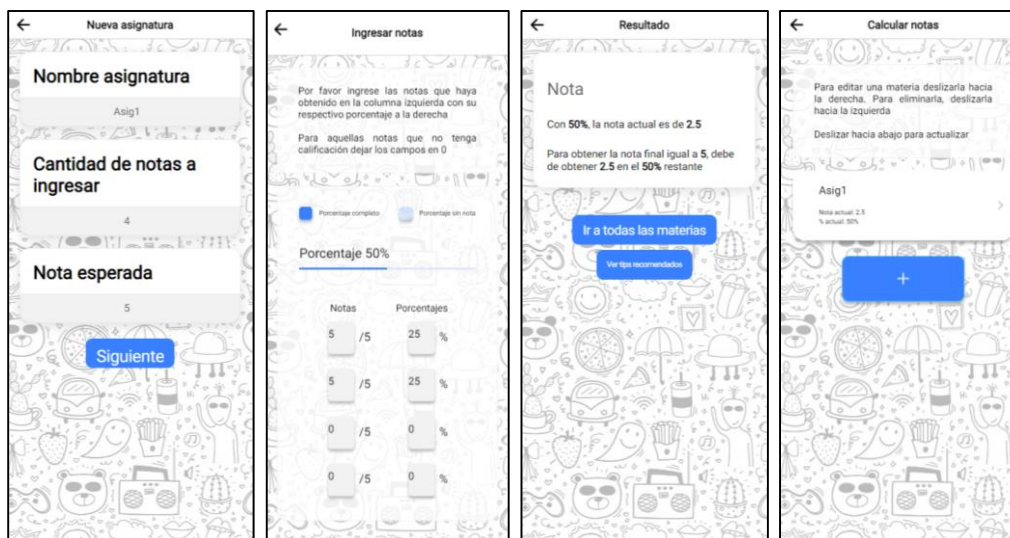 Nueva asignatura
Nombre asignatura
Asig1
Cantidad de notas a
ingresar
4
Nota esperada
5
Siguiente
Ingresar notas
Por favor ingrese las notas que haya
obtenido en la columna izquierda con su
respectivo porcentaje a la derecha
Para aquellas notas que no tenga
calificación dejar los campos en 0
Porcentaje completo Porcentaje sin nota
Porcentaje 50%
Notas Porcentajes
5 /5 25 %
5 /5 25 %
0 /5 0 %
0 /5 0 %
Resultado
Nota
Con 50%, la nota actual es de 2.5
Para obtener la nota final igual a 5, debe
de obtener 2.5 en el 50% restante
Ir a todas las materias
Ver tips recomendados
Calcular notas
Para editar una materia deslizarla hacia
la derecha. Para eliminarla, deslizarla
hacia la izquierda
Deslizar hacia abajo para actualizar
Asig1
Nota actual: 2.5
% actual: 50%
+